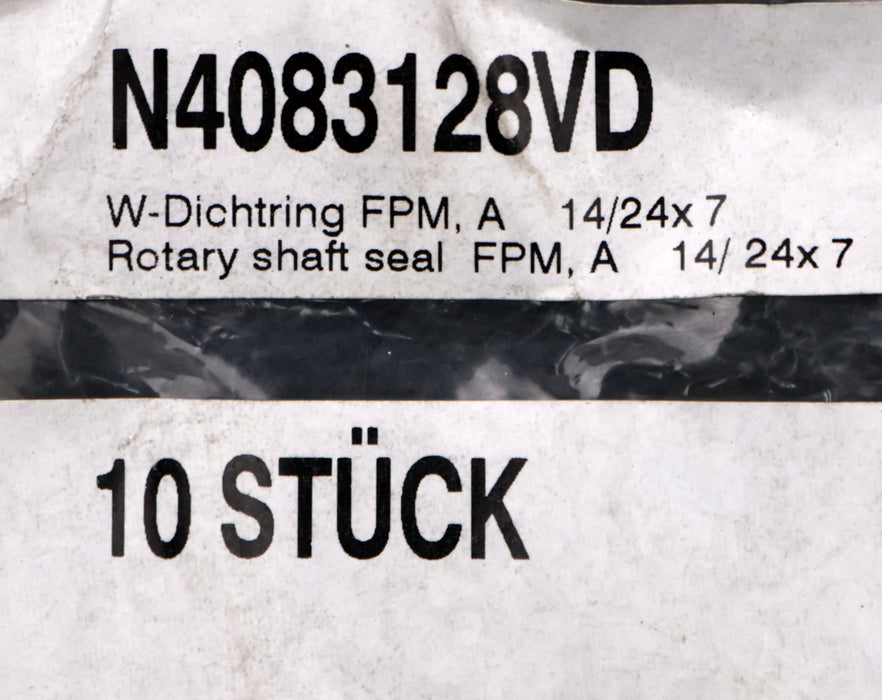 N4083128VD
W-Dichtring FPM, A 14/24x 7
Rotary shaft seal FPM, A 14/ 24x 7
10 STÜCK